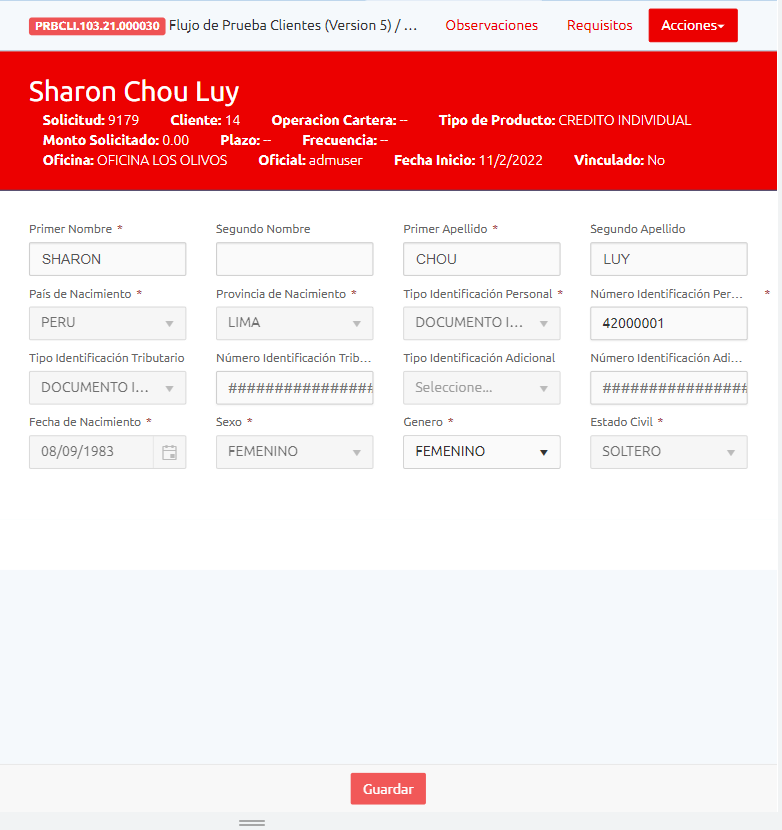 PRBCLI.103.21.000030 Flujo de Prueba Clientes (Version 5) / ... Observaciones Requisitos Acciones
Sharon Chou Luy
Solicitud: 9179 Cliente: 14 Operacion Cartera: -- Tipo de Producto: CREDITO INDIVIDUAL
Monto Solicitado: 0.00 Plazo: -- Frecuencia: --
Oficina: OFICINA LOS OLIVOS Oficial: admuser Fecha Inicio: 11/2/2022 Vinculado: No
Primer Nombre * Segundo Nombre Primer Apellido * Segundo Apellido
SHARON CHOU LUY
País de Nacimiento * Provincia de Nacimiento * Tipo Identificación Personal * Número Identificación Per... *
PERU LIMA DOCUMENTO I... 42000001
Tipo Identificación Tributario Número Identificación Trib... Tipo Identificación Adicional Número Identificación Adi...
DOCUMENTO I... ################ Seleccione... ################
Fecha de Nacimiento * Sexo * Genero * Estado Civil *
08/09/1983 FEMENINO FEMENINO SOLTERO
Guardar